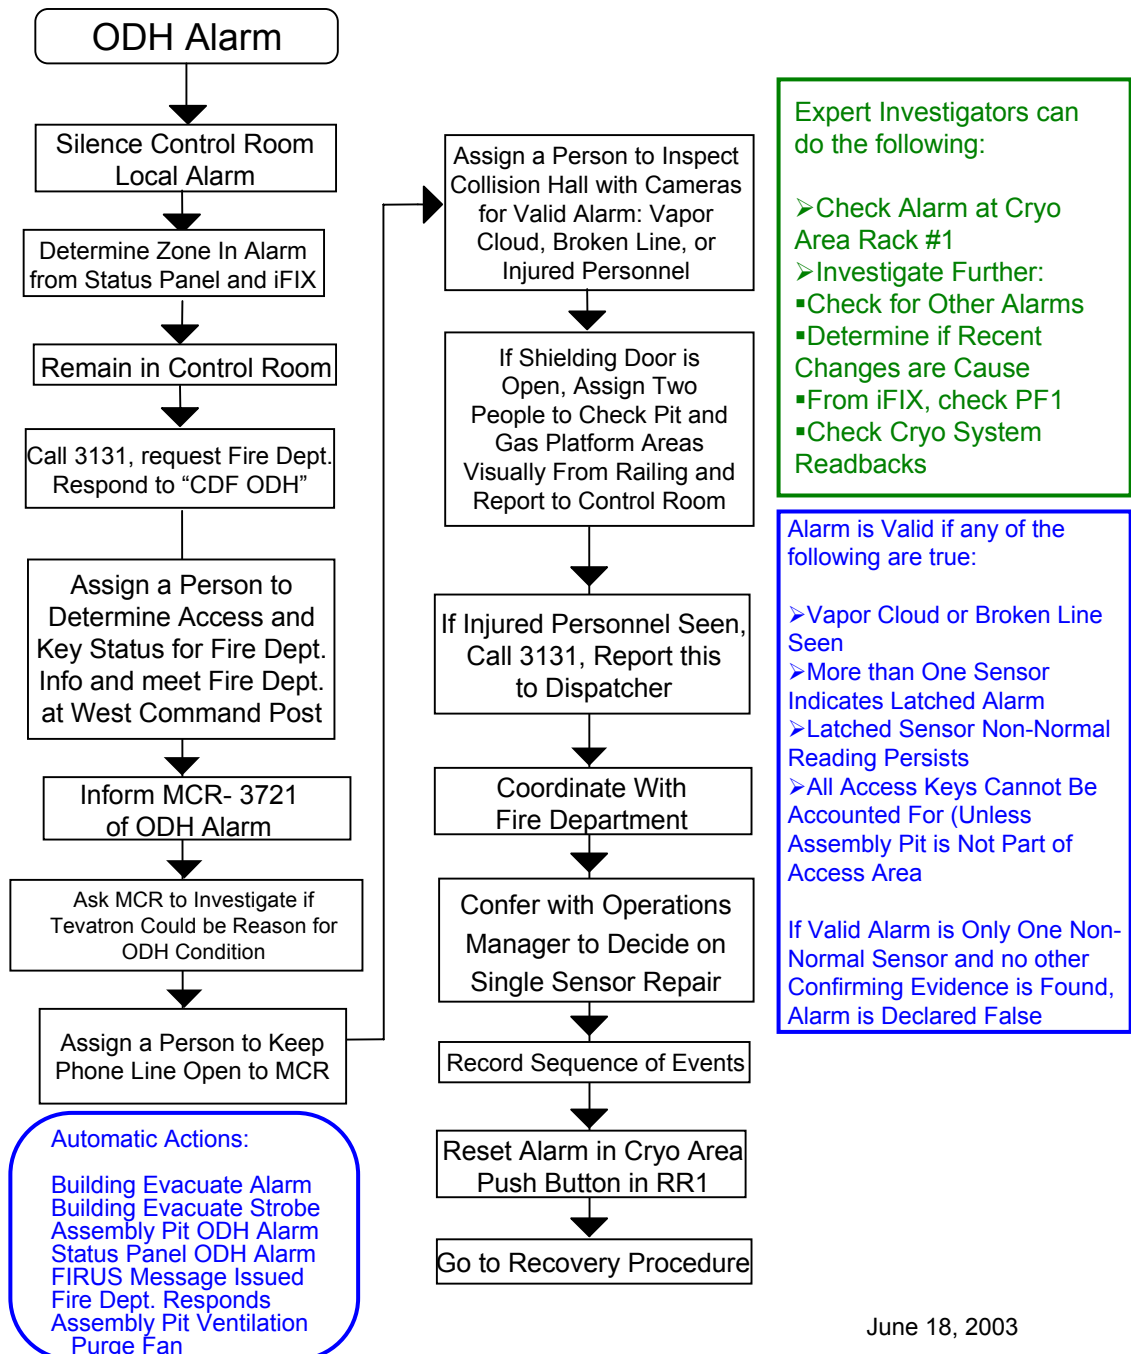 ODH Alarm
Silence Control Room
Local Alarm
Determine Zone In Alarm
from Status Panel and iFIX
Remain in Control Room
Call 3131, request Fire Dept.
Respond to “CDF ODH”
Assign a Person to
Determine Access and
Key Status for Fire Dept.
Info and meet Fire Dept.
at West Command Post
Inform MCR- 3721
of ODH Alarm
Ask MCR to Investigate if
Tevatron Could be Reason for
ODH Condition
Assign a Person to Keep
Phone Line Open to MCR
Automatic Actions:
Building Evacuate Alarm
Building Evacuate Strobe
Assembly Pit ODH Alarm
Status Panel ODH Alarm
FIRUS Message Issued
Fire Dept. Responds
Assembly Pit Ventilation
Purge Fan
Assign a Person to Inspect
Collision Hall with Cameras
for Valid Alarm: Vapor
Cloud, Broken Line, or
Injured Personnel
If Shielding Door is
Open, Assign Two
People to Check Pit and
Gas Platform Areas
Visually From Railing and
Report to Control Room
If Injured Personnel Seen,
Call 3131, Report this
to Dispatcher
Coordinate With
Fire Department
Confer with Operations
Manager to Decide on
Single Sensor Repair
Record Sequence of Events
Reset Alarm in Cryo Area
Push Button in RR1
Go to Recovery Procedure
Expert Investigators can
do the following:
➢Check Alarm at Cryo
Area Rack #1
➢Investigate Further:
▪Check for Other Alarms
▪Determine if Recent
Changes are Cause
▪From iFIX, check PF1
▪Check Cryo System
Readbacks
Alarm is Valid if any of the
following are true:
➢Vapor Cloud or Broken Line
Seen
➢More than One Sensor
Indicates Latched Alarm
➢Latched Sensor Non-Normal
Reading Persists
➢All Access Keys Cannot Be
Accounted For (Unless
Assembly Pit is Not Part of
Access Area
If Valid Alarm is Only One Non-
Normal Sensor and no other
Confirming Evidence is Found,
Alarm is Declared False
June 18, 2003